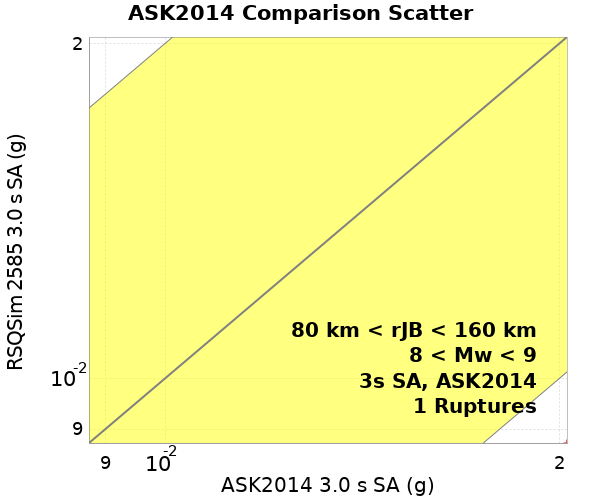 ASK2014 Comparison Scatter
RSQSim 2585 3.0 s SA (g)
2
10-2
9
80 km < rJB < 160 km
8 < Mw < 9
3s SA, ASK2014
1 Ruptures
9
10-2
2
ASK2014 3.0 s SA (g)